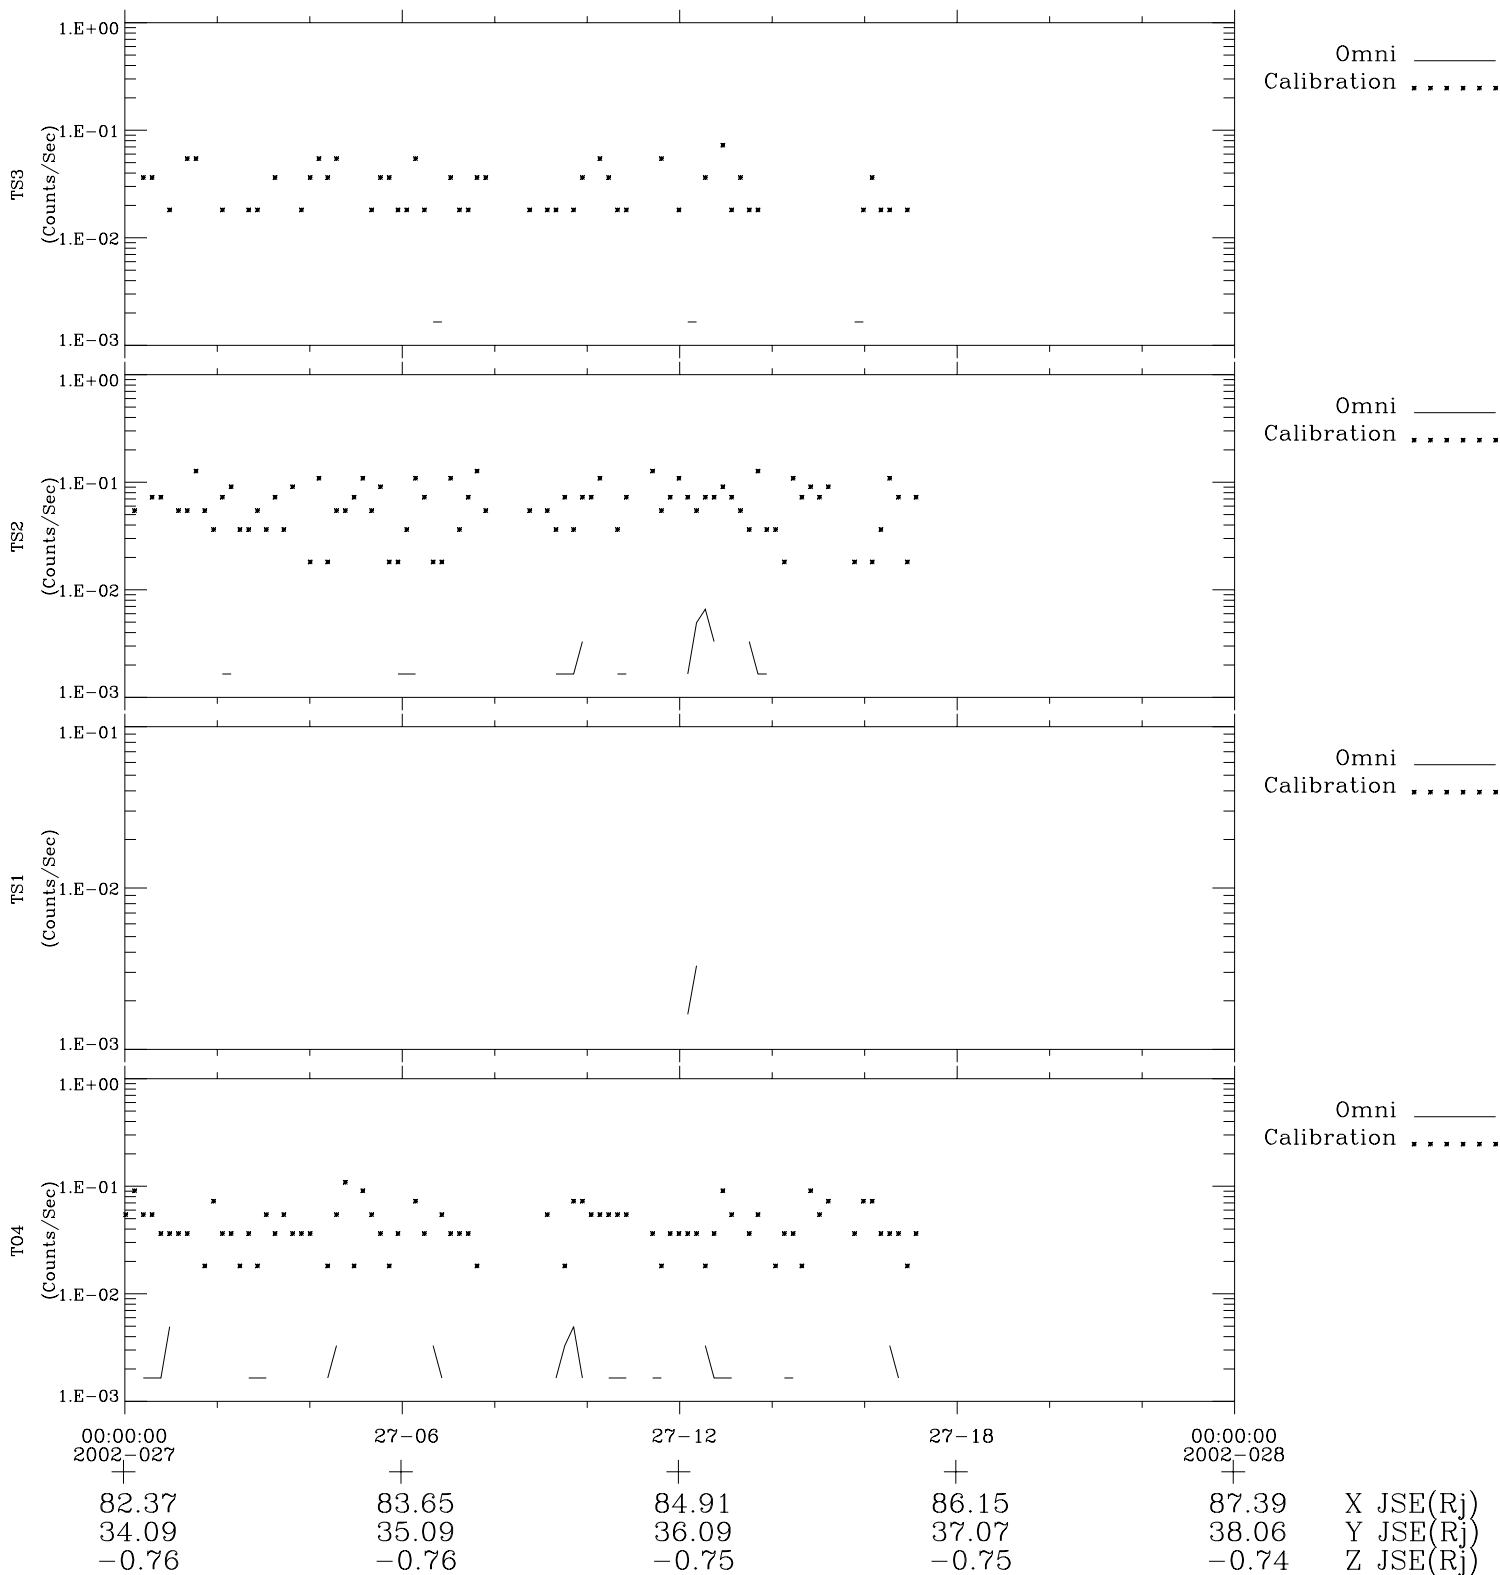 1.E+00
1.E-01
1.E-02
1.E-03
TS3
(Counts/Sec)
Omni
Calibration
1.E+00
1.E-01
1.E-02
1.E-03
TS2
(Counts/Sec)
Omni
Calibration
1.E-01
1.E-02
1.E-03
TS1
(Counts/Sec)
Omni
Calibration
1.E+00
1.E-01
1.E-02
1.E-03
TO4
(Counts/Sec)
Omni
Calibration
00:00:00 27-06 27-12 27-18 00:00:00
2002-027 2002-028
82.37 83.65 84.91 86.15 87.39 X JSE(Rj)
34.09 35.09 36.09 37.07 38.06 Y JSE(Rj)
-0.76 -0.76 -0.75 -0.75 -0.74 Z JSE(Rj)